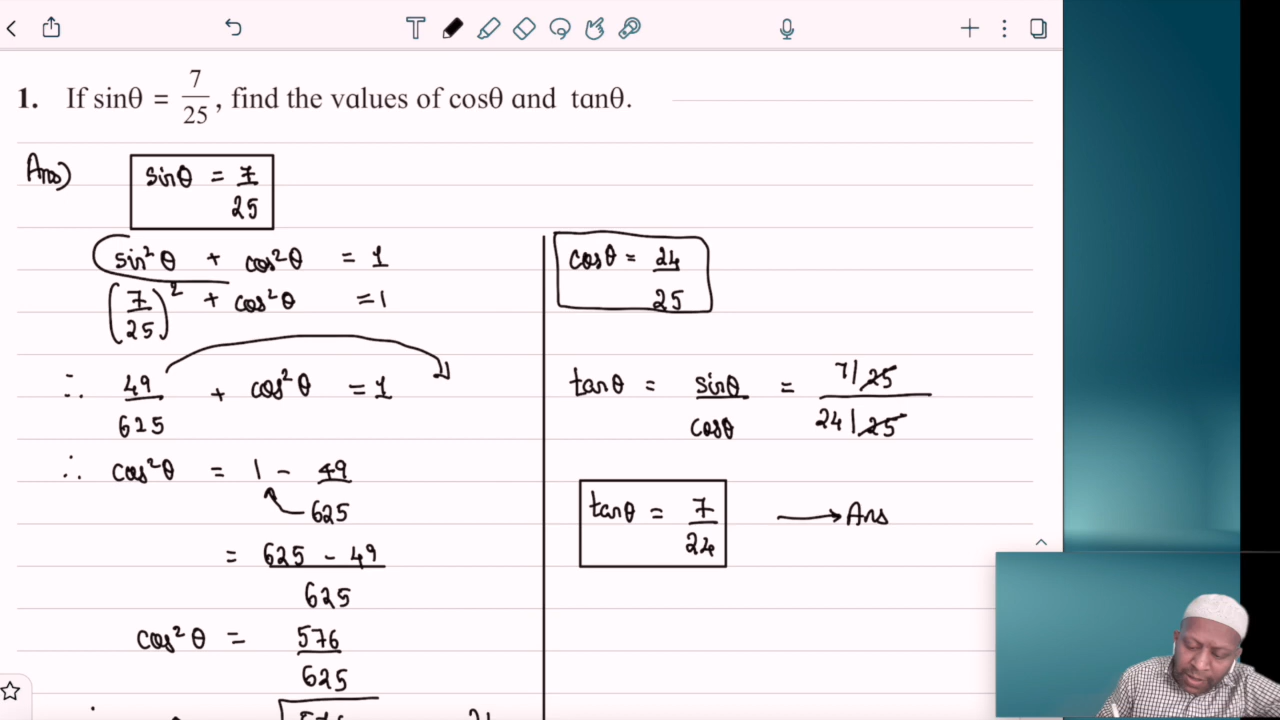 1. If sinθ = 7/25, find the values of cosθ and tanθ.
Ans)
sinθ = 7/25
sin²θ + cos²θ = 1
(7/25)² + cos²θ = 1
∴ 49/625 + cos²θ = 1
∴ cos²θ = 1 - 49/625
= 625 - 49/625
cos²θ = 576/625
cosθ = 24/25
tanθ = sinθ/cosθ = 7/25/24/25
tanθ = 7/24 → Ans